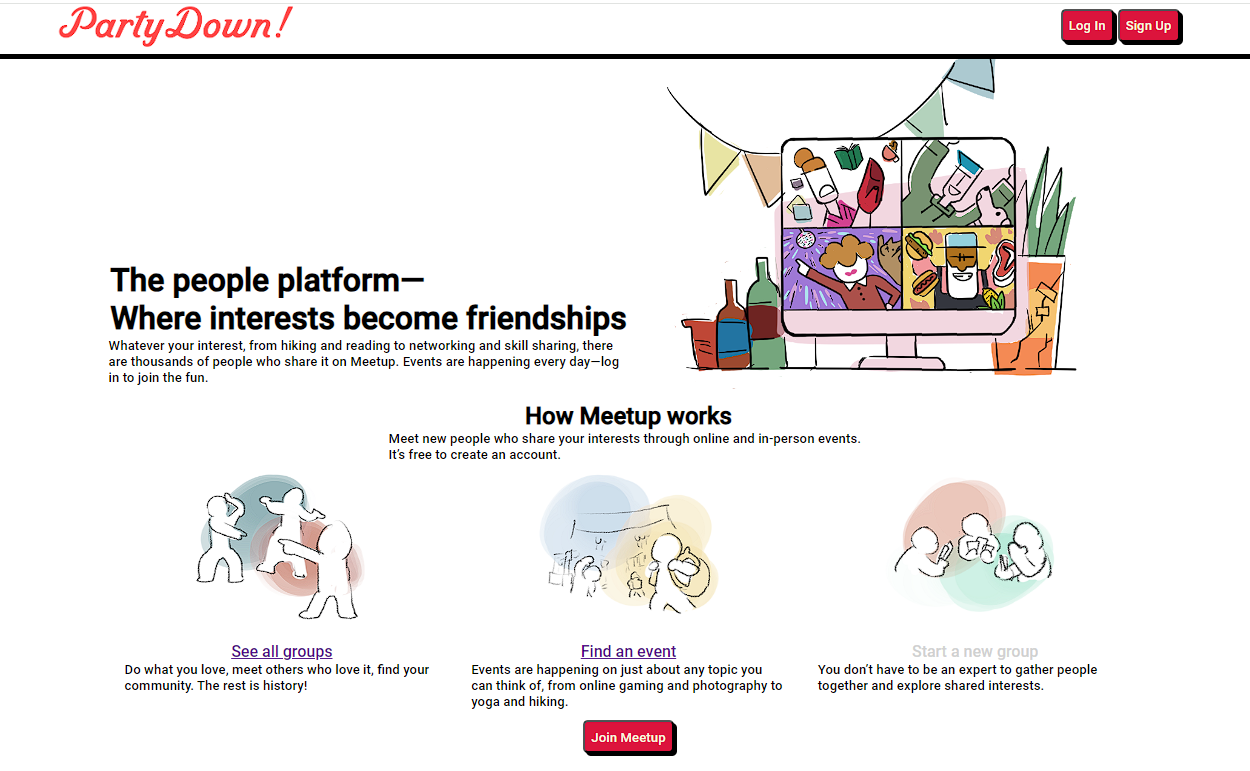 PartyDown!
Log In
Sign Up
The people platform—
Where interests become friendships
Whatever your interest, from hiking and reading to networking and skill sharing, there
are thousands of people who share it on Meetup. Events are happening every day—log
in to join the fun.
How Meetup works
Meet new people who share your interests through online and in-person events.
It’s free to create an account.
See all groups
Do what you love, meet others who love it, find your
community. The rest is history!
Find an event
Events are happening on just about any topic you
can think of, from online gaming and photography to
yoga and hiking.
Start a new group
You don’t have to be an expert to gather people
together and explore shared interests.
Join Meetup